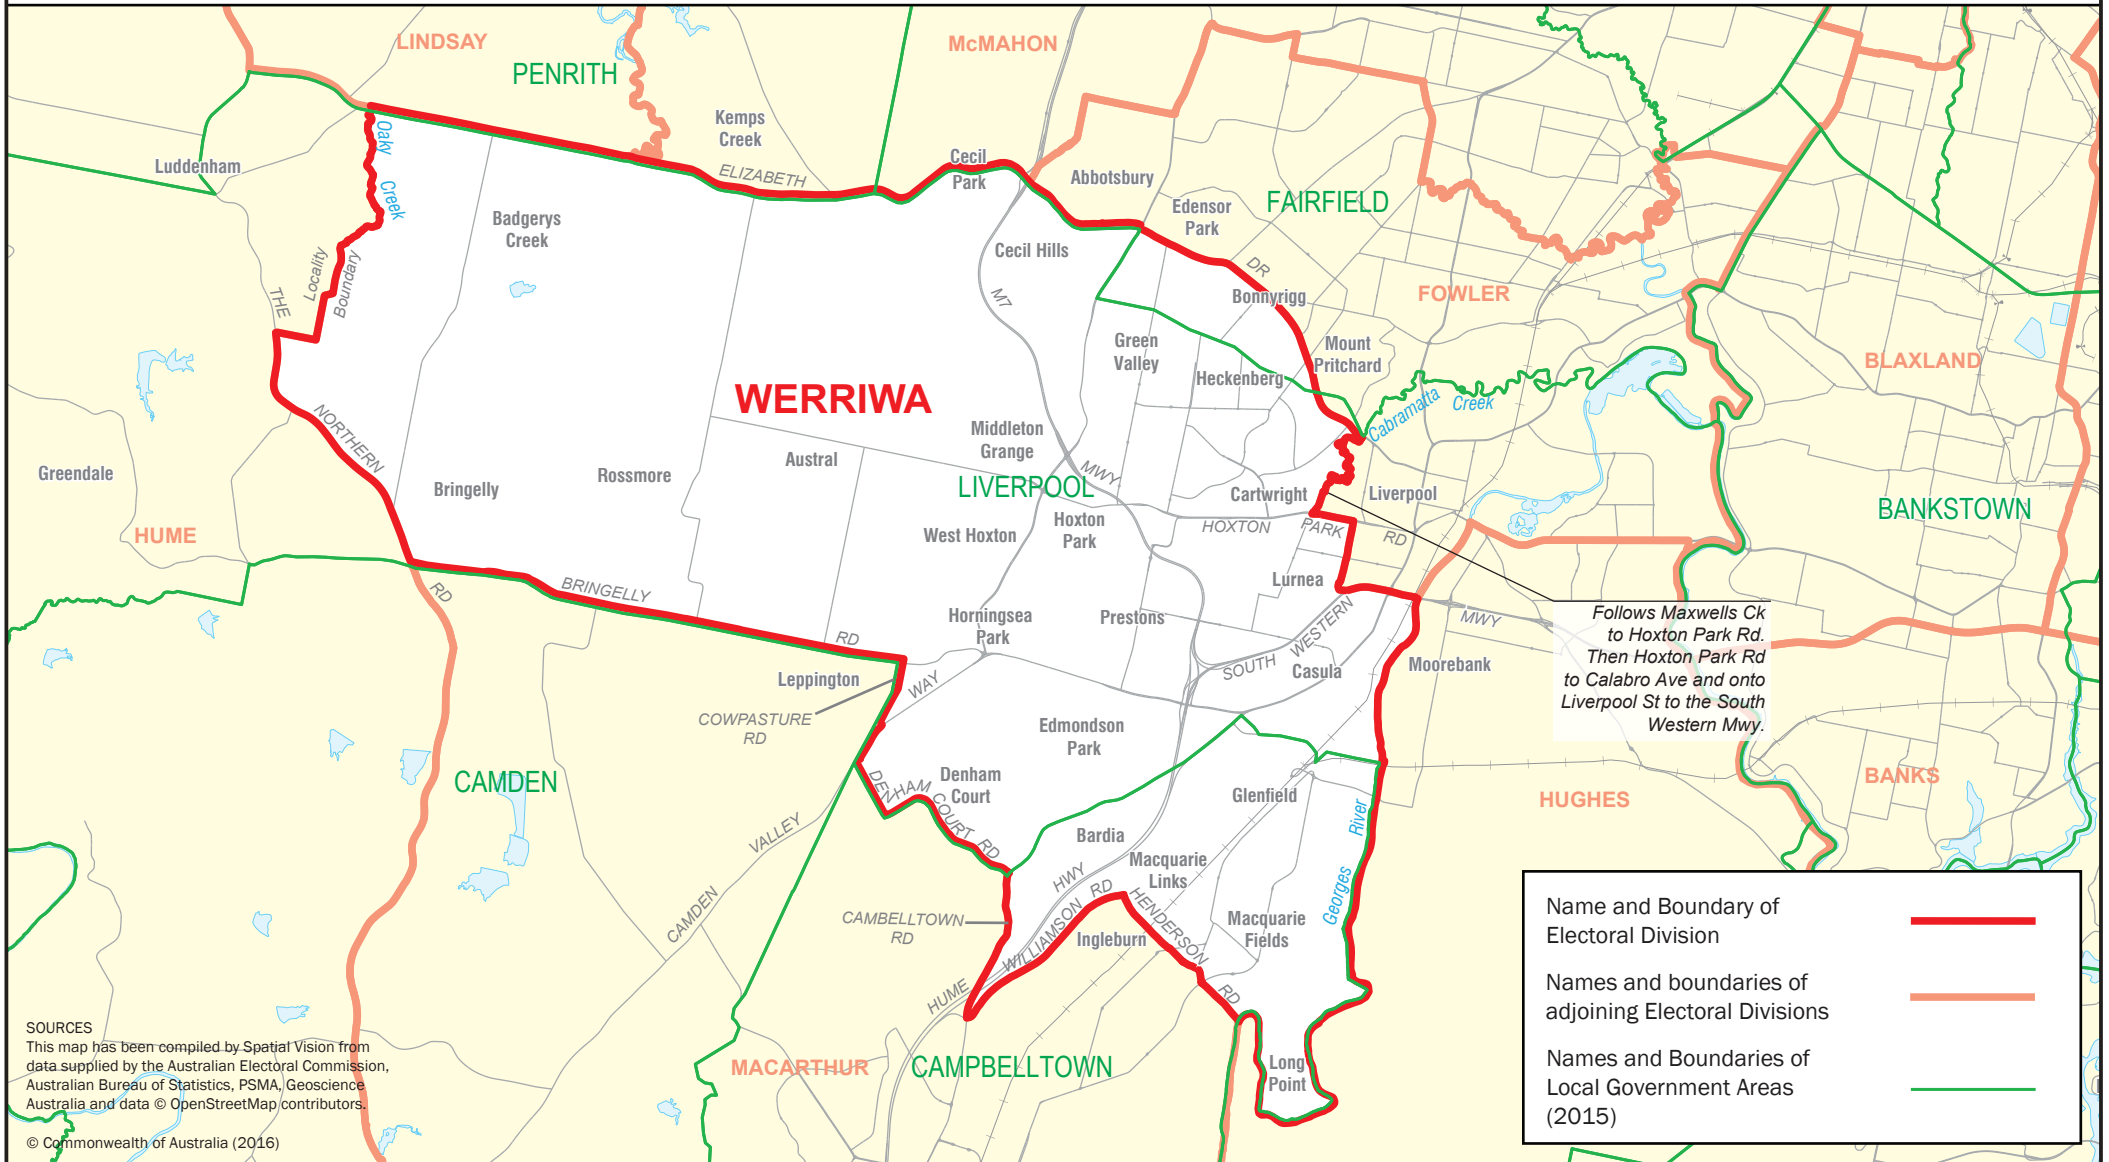 LINDSAY
McMAHON
PENRITH
Kemps
Creek
Luddenham
Oaky
Creek
ELIZABETH
Cecil
Park
Abbotsbury
Edensor
Park
FAIRFIELD
Badgerys
Creek
Cecil Hills
DR
THE
Locality
Boundary
M7
Bonnyrigg
FOWLER
Green
Valley
Mount
Pritchard
BLAXLAND
Heckenberg
WERRIWA
Cabramatta
Creek
NORTHERN
Middleton
Grange
Greendale
Rossmore
Austral
MWY
Bringelly
LIVERPOOL
Cartwright
Liverpool
BANKSTOWN
HUME
West Hoxton
Hoxton
Park
HOXTON
PARK
RD
RD
BRINGELLY
Lurnea
Horningsea
Park
Prestons
WESTERN
MWY
RD
SOUTH
Casula
Moorebank
Follows Maxwells Ck
to Hoxton Park Rd.
Then Hoxton Park Rd
to Calabro Ave and onto
Liverpool St to the South
Western Mwy.
Leppington
WAY
COWPASTURE
RD
Edmondson
Park
CAMDEN
DENHAM COURT RD
Denham
Court
Glenfield
HUGHES
BANKS
VALLEY
Bardia
River
Macquarie
Links
HWY
CAMDEN
Georges
CAMBELLTOWN
RD
WILLIAMSON
RD
HENDERSON
Ingleburn
Macquarie
Fields
HUME
RD
Long
Point
MACARTHUR
CAMPBELLTOWN
Name and Boundary of
Electoral Division
Names and boundaries of
adjoining Electoral Divisions
Names and Boundaries of
Local Government Areas
(2015)
SOURCES
This map has been compiled by Spatial Vision from
data supplied by the Australian Electoral Commission,
Australian Bureau of Statistics, PSMA, Geoscience
Australia and data © OpenStreetMap contributors.
© Commonwealth of Australia (2016)